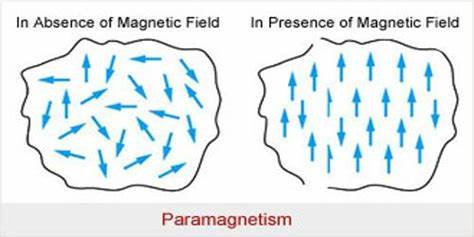 In Absence of Magnetic Field
In Presence of Magnetic Field
Paramagnetism